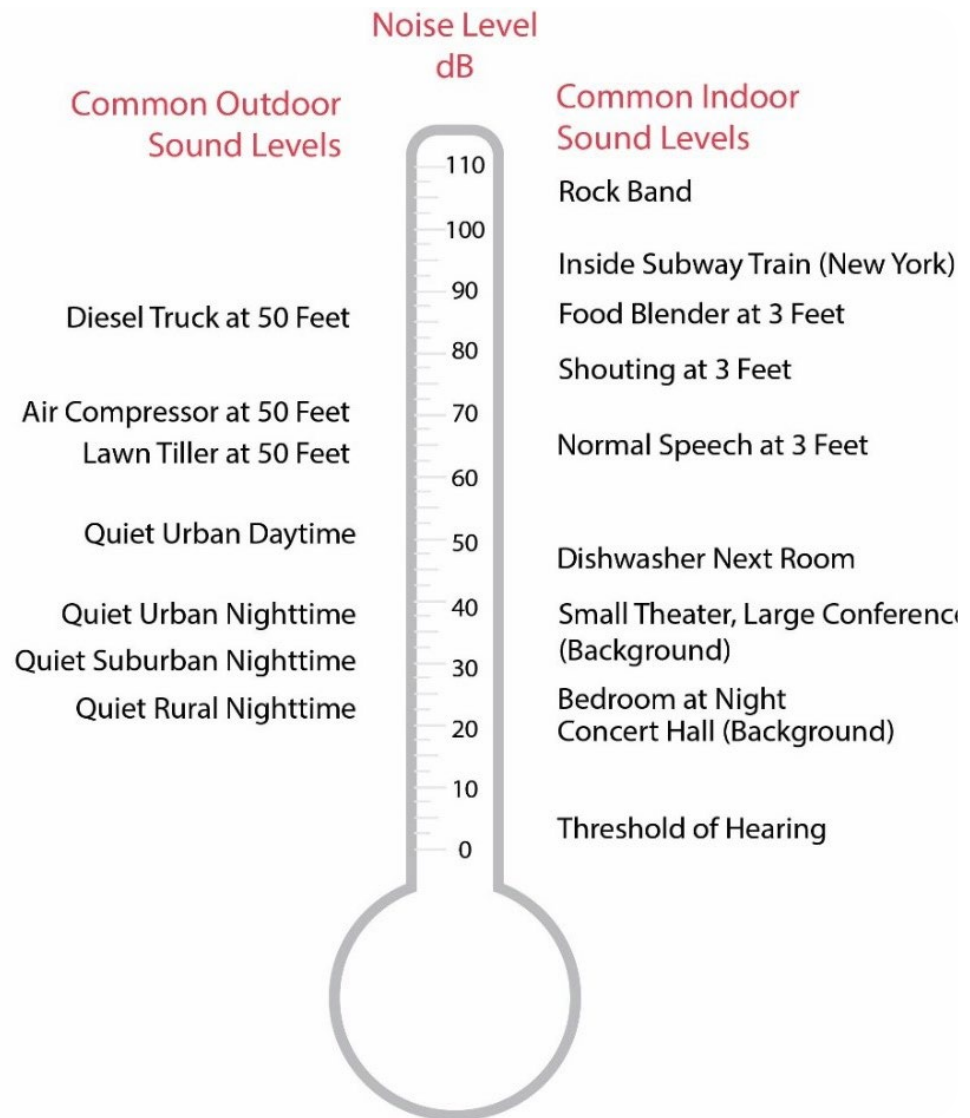 Noise Level
dB
Common Outdoor
Sound Levels
Common Indoor
Sound Levels
110
Rock Band
100
Inside Subway Train (New York)
90
Diesel Truck at 50 Feet
Food Blender at 3 Feet
80
Shouting at 3 Feet
Air Compressor at 50 Feet
70
Lawn Tiller at 50 Feet
Normal Speech at 3 Feet
60
Quiet Urban Daytime
50
Dishwasher Next Room
Quiet Urban Nighttime
40
Small Theater, Large Conference
(Background)
Quiet Suburban Nighttime
30
Quiet Rural Nighttime
Bedroom at Night
20
Concert Hall (Background)
10
Threshold of Hearing
0